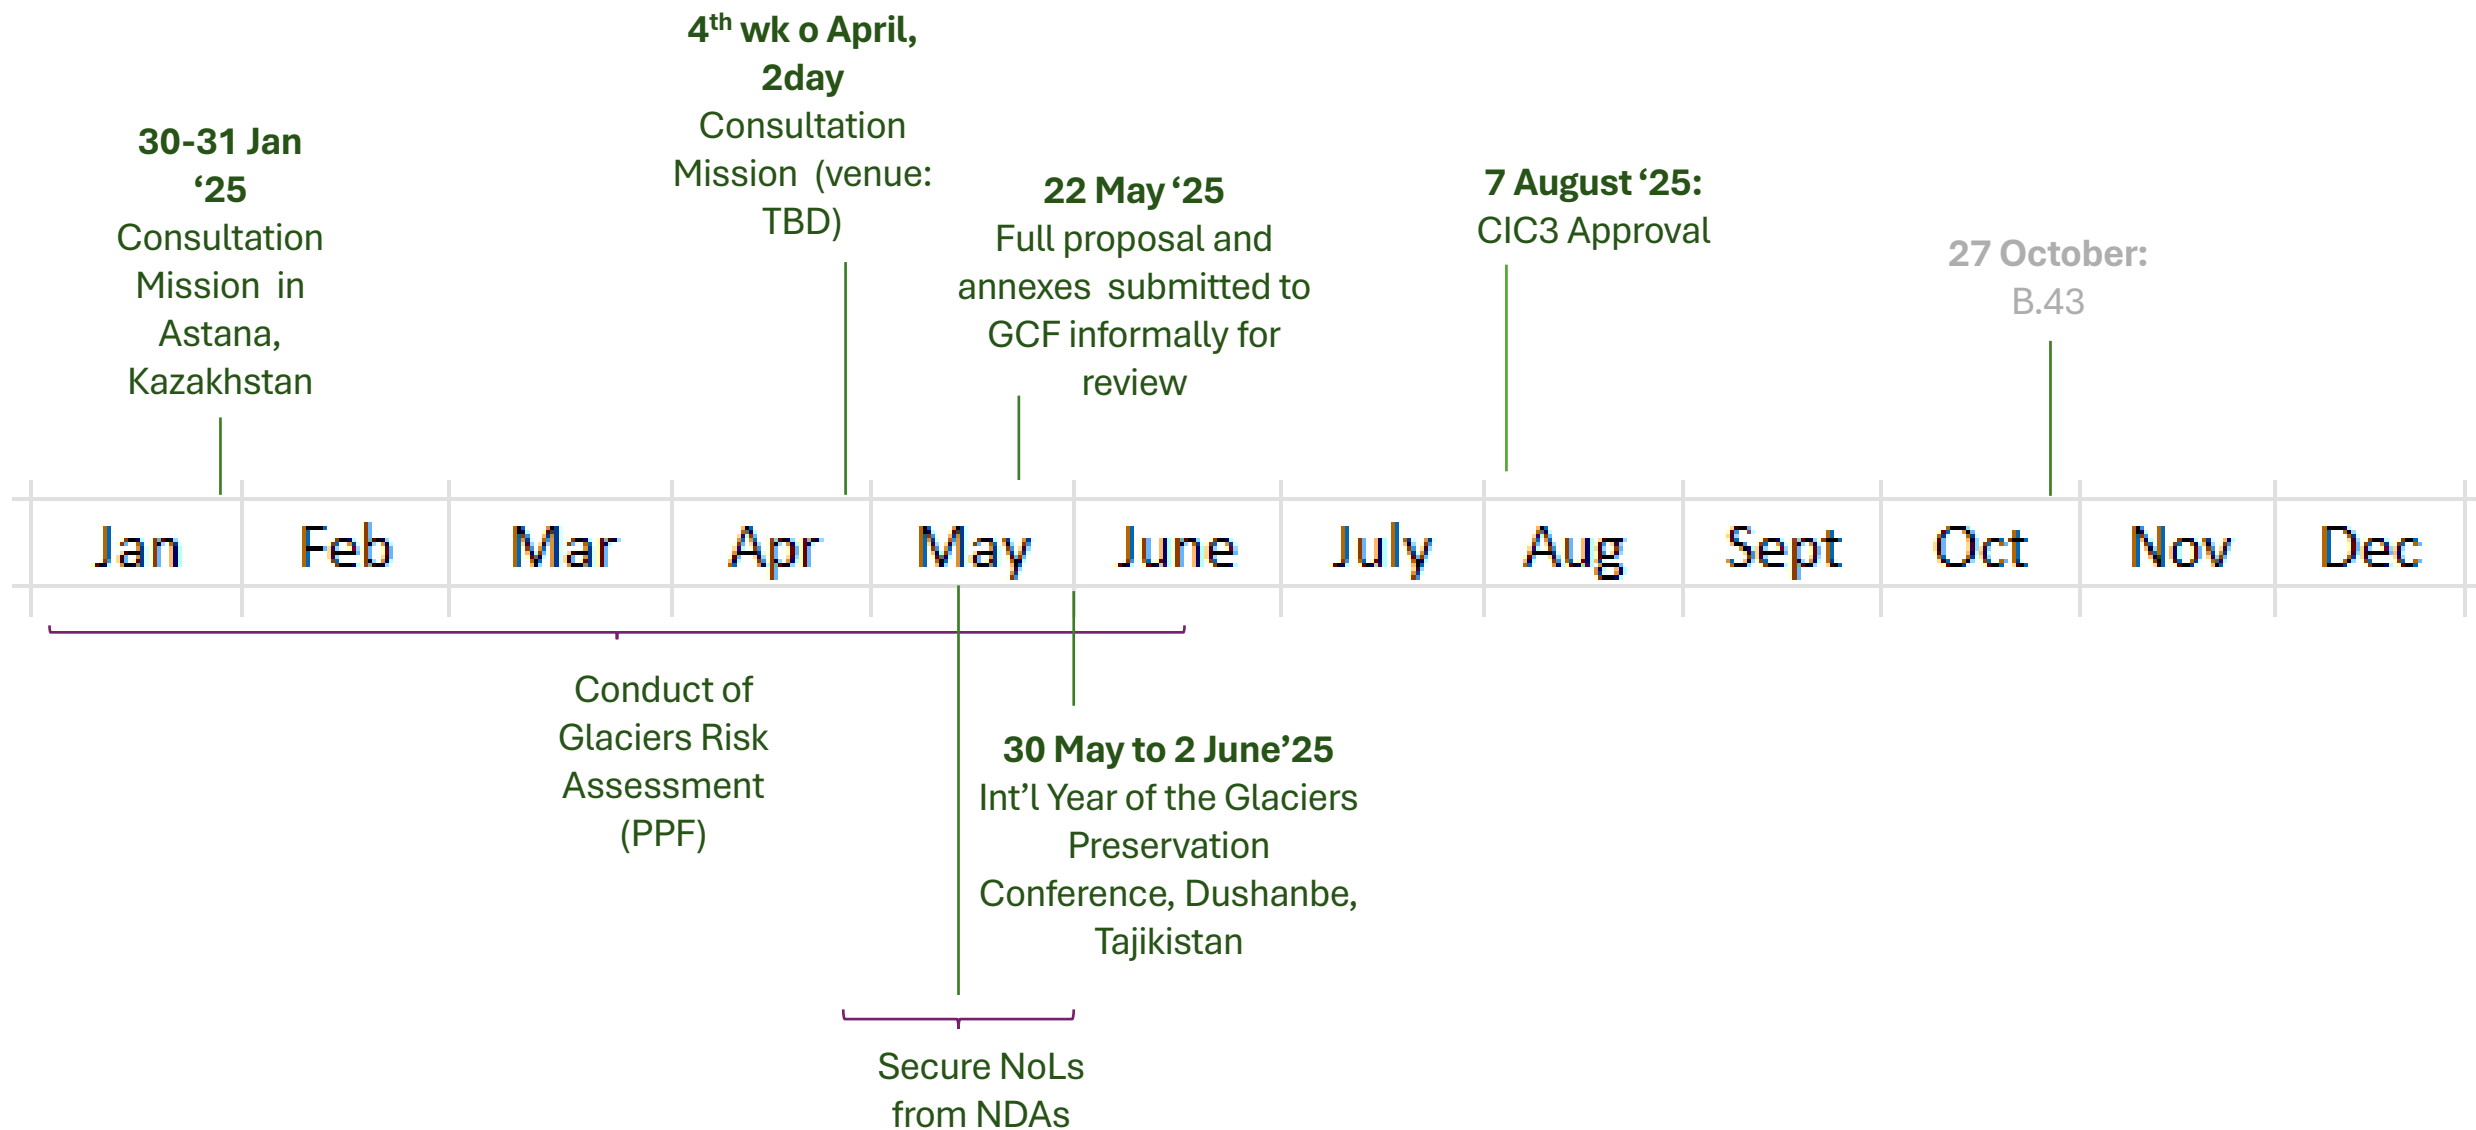 4th wk o April,
2day
Consultation
Mission (venue:
TBD)
30-31 Jan
‘25
Consultation
Mission in
Astana,
Kazakhstan
22 May ‘25
Full proposal and
annexes submitted to
GCF informally for
review
7 August ‘25:
CIC3 Approval
27 October:
B.43
Jan Feb Mar Apr May June July Aug Sept Oct Nov Dec
Conduct of
Glaciers Risk
Assessment
(PPF)
30 May to 2 June’25
Int’l Year of the Glaciers
Preservation
Conference, Dushanbe,
Tajikistan
Secure NoLs
from NDAs